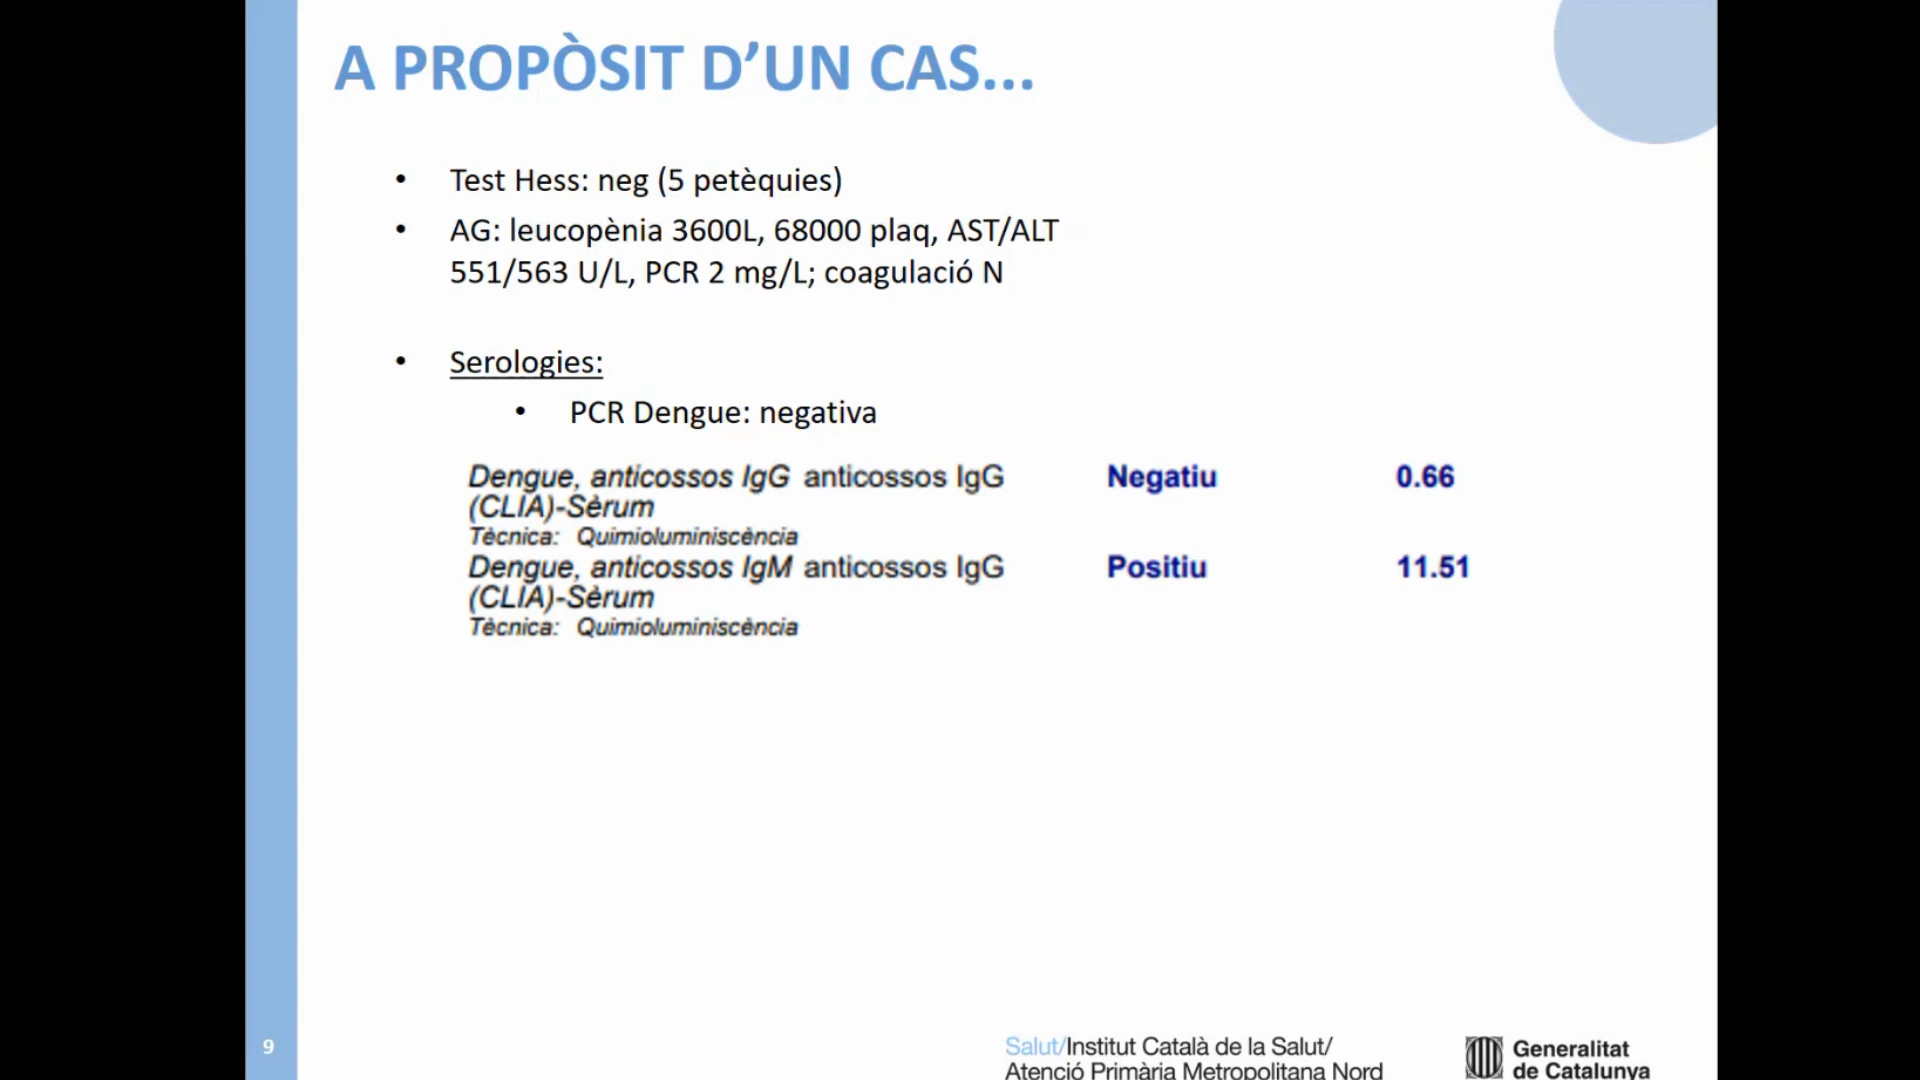 A PROPÒSIT D’UN CAS...
• Test Hess: neg (5 petèquies)
• AG: leucopènia 3600L, 68000 plaq, AST/ALT
551/563 U/L, PCR 2 mg/L; coagulació N
• Serologies:
• PCR Dengue: negativa
Dengue, anticossos IgG anticossos IgG Negatiu 0.66
(CLIA)-Sèrum
Tècnica: Quimioluminiscència
Dengue, anticossos IgM anticossos IgG Positiu 11.51
(CLIA)-Sèrum
Tècnica: Quimioluminiscència
9
Salut/Institut Català de la Salut/
Atenció Primària Metropolitana Nord
Generalitat
de Catalunya